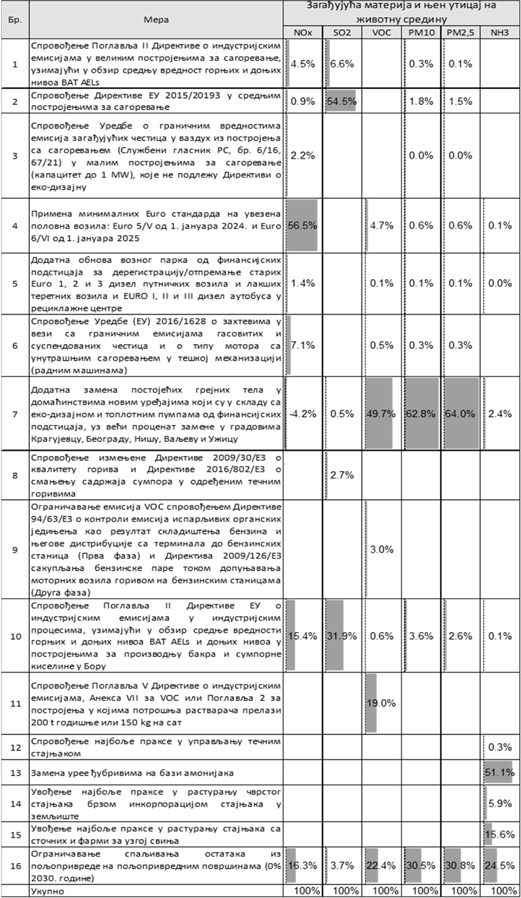 Бр.
Мера
Загађујућа материја и њен утицај на
животну средину
NOx SO2 VOC PM10 PM2,5 NH3
1
Спровођење Поглавља II Директиве о индустријским
емисијама у великим постројењима за сагоревање,
узимајући у обзир средњу вредност горњих и доњих
нивоа BAT AELs
4.5% 6.6% 0.3% 0.1%
2
Спровођење Директиве ЕУ 2015/20193 у средњим
постројењима за сагоревање
0.9% 54.5% 1.8% 1.5%
3
Спровођење Уредбе о граничним вредностима
емисија загађујућих честица у ваздух из постројења
са сагоревањем (Службени гласник РС, бр. 6/16,
67/21) у малим постројењима за сагоревање
(капацитет до 1 MW), које не подлежу Директиви о
еко-дизајну
2.2% 0.0% 0.0%
4
Примена минималних Euro стандарда на увезена
половна возила: Euro 5/V од 1. јануара 2024. и Euro
6/VI од 1. јануара 2025
56.5% 4.7% 0.6% 0.6% 0.1%
5
Додатна обнова возног парка од финансијских
подстицаја за дерегистрацију/отпремање старих
Euro 1, 2 и 3 дизел путничких возила и лакших
теретних возила и EURO I, II и III дизел аутобуса у
рециклажне центре
1.4% 0.1% 0.1% 0.1% 0.0%
6
Спровођење Уредбе (ЕУ) 2016/1628 о захтевима у
вези са граничним емисијама гасовитих и
суспендованих честица и о типу мотора са
унутрашњим сагоревањем у тешкој механизацији
(радним машинама)
7.1% 0.5% 0.3% 0.3%
7
Додатна замена постојећих грејних тела у
домаћинствима новим уређајима који су у складу са
еко-дизајном и топлотним пумпама од финансијских
подстицаја, уз већи проценат замене у градовима
Крагујевцу, Београду, Нишу, Ваљеву и Ужицу
-4.2% 0.5% 49.7% 62.8% 64.0% 2.4%
8
Спровођење измењене Директиве 2009/30/ЕЗ о
квалитету горива и Директиве 2016/802/ЕЗ о
смањењу садржаја сумпора у одређеним течним
горивима
2.7%
9
Ограничавање емисија VOC спровођењем Директиве
94/63/ЕЗ о контроли емисија испарљивих органских
једињења као резултат складиштења бензина и
његове дистрибуције са терминала до бензинских
станица (Прва фаза) и Директива 2009/126/ЕЗ
сакупљања бензинске паре током допуњавања
моторних возила горивом на бензинским станицама
(Друга фаза)
3.0%
10
Спровођење Поглавља II Директиве ЕУ о
индустријским емисијама у индустријским
процесима, узимајући у обзир средње вредности
горњих и доњих нивоа BAT AELs и доњих нивоа у
постројењима за производњу бакра и сумпорне
киселине у Бору
15.4% 31.9% 0.6% 3.6% 2.6% 0.1%
11
Спровођење Поглавља V Директиве о индустријским
емисијама, Анекса VII за VOC или Поглавља 2 за
постројења у којима потрошња растварача прелази
200 t годишње или 150 kg на сат
19.0%
12
Спровођење најбоље праксе у управљању течним
стајњаком
0.3%
13
Замена урее ђубривима на бази амонијака
51.1%
14
Увођење најбоље праксе у растурању чврстог
стајњака брзом инкорпорацијом стајњака у
земљиште
5.9%
15
Увођење најбоље праксе у растурању стајњака са
сточних и фарми за узгој свиња
15.6%
16
Ограничавање спаљивања остатака из
пољопривреде на пољопривредним површинама (0%
2030. године)
16.3% 3.7% 22.4% 30.5% 30.8% 24.5%
Укупно
100% 100% 100% 100% 100% 100%